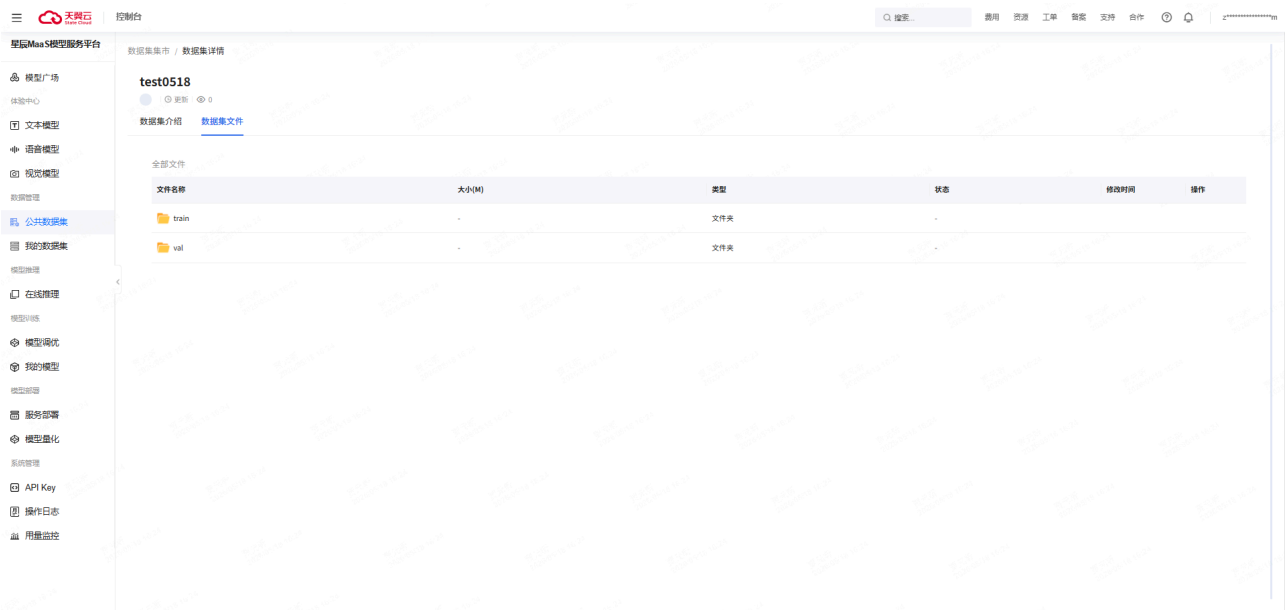 天翼云 控制台 搜索... 费用 资源 工单 备案 支持 合作 z****************m
State Cloud
星辰MaaS模型服务平台
模型广场
体验中心
文本模型
语音模型
视觉模型
数据管理
公共数据集
我的数据集
模型推理
在线推理
模型训练
模型调优
我的模型
模型部署
服务部署
模型量化
系统管理
API Key
操作日志
用量监控
数据集集市 / 数据集详情
test0518
更新 0
数据集介绍 数据集文件
全部文件
文件名称 大小(M) 类型 状态 修改时间 操作
train - 文件夹 -
val - 文件夹 -